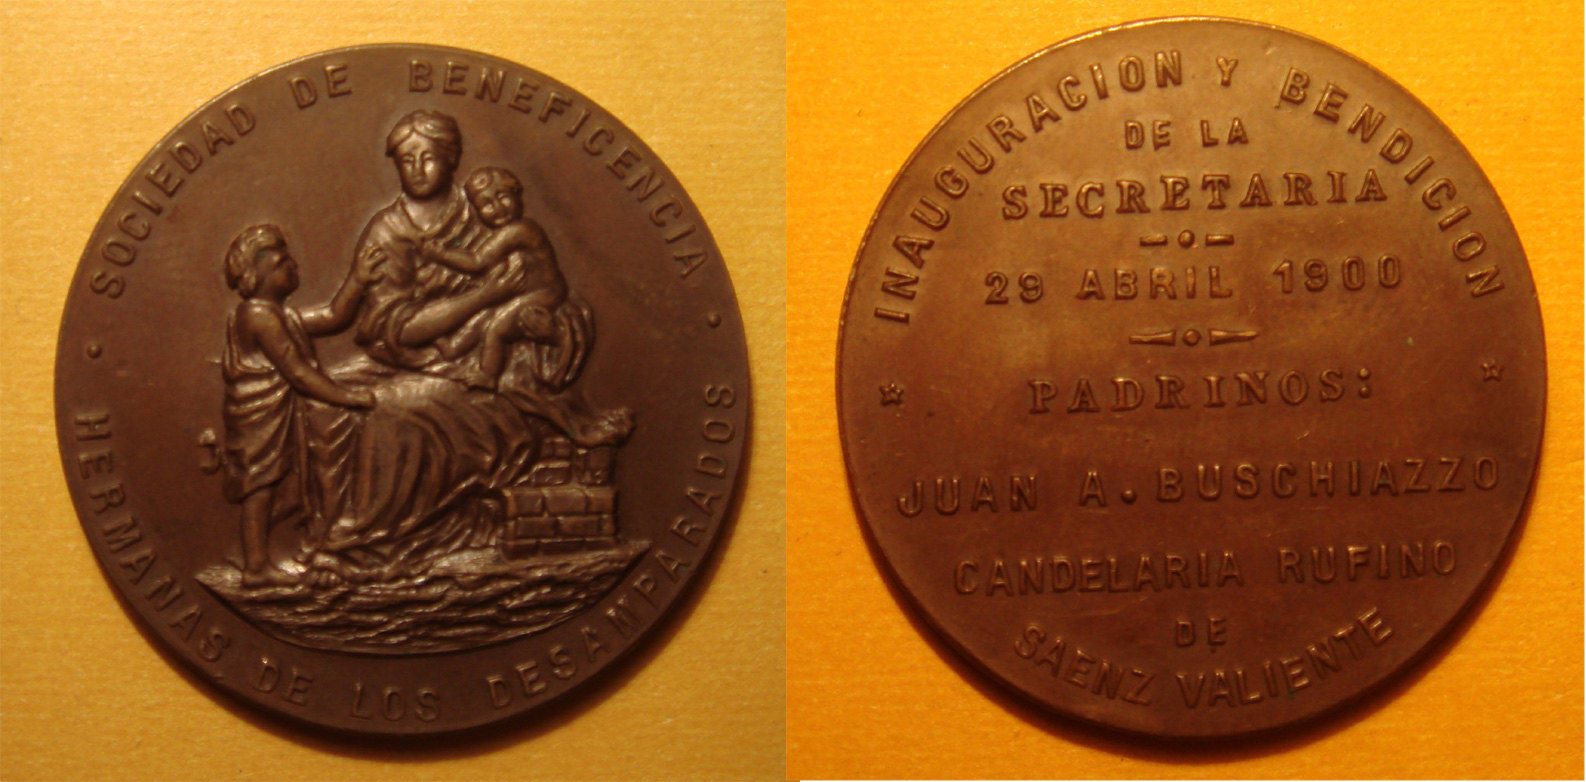 SOCIEDAD DE BENEFICENCIA
HERMANAS DE LOS DESAMPARADOS
INAUGURACION Y BENDICION
DE LA
SECRETARIA
29 ABRIL 1900
PADRINOS:
JUAN A. BUSCHIAZZO
CANDELARIA RUFINO
DE
SAENZ VALIENTE